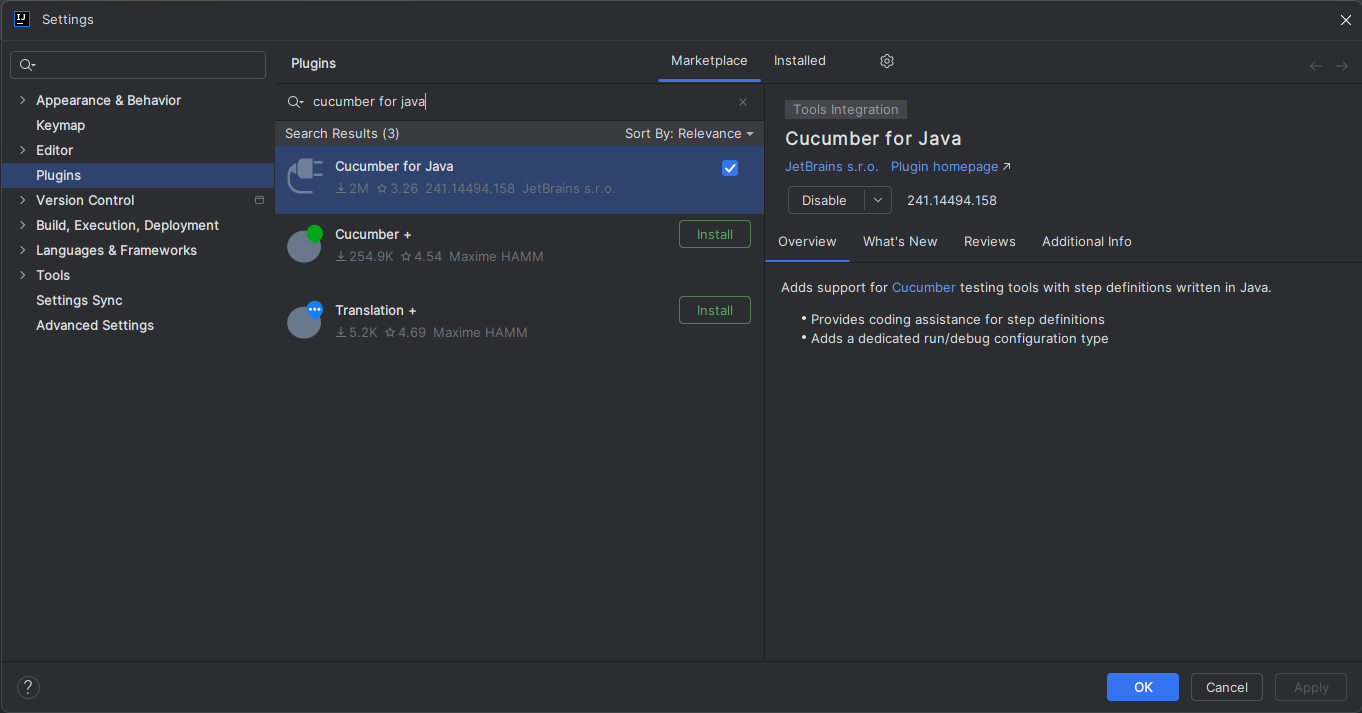 IJ
Settings
Appearance & Behavior
Keymap
Editor
Plugins
Version Control
Build, Execution, Deployment
Languages & Frameworks
Tools
Settings Sync
Advanced Settings
Plugins
Marketplace
Installed
cucumber for java
Search Results (3)
Sort By: Relevance
Cucumber for Java
2M 3.26 241.14494.158 JetBrains s.r.o.
Cucumber +
254.9K 4.54 Maxime HAMM
Install
Translation +
5.2K 4.69 Maxime HAMM
Install
Tools Integration
Cucumber for Java
JetBrains s.r.o. Plugin homepage
Disable
241.14494.158
Overview What's New Reviews Additional Info
Adds support for Cucumber testing tools with step definitions written in Java.
• Provides coding assistance for step definitions
• Adds a dedicated run/debug configuration type
?
OK
Cancel
Apply